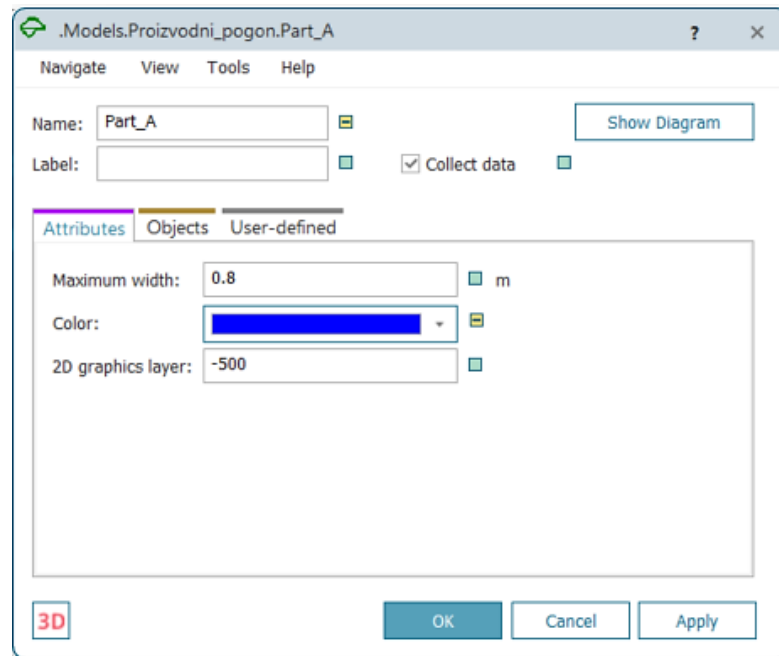 .Models.Proizvodni_pogon.Part_A ?
Navigate View Tools Help
Name: Part_A Show Diagram
Label: Collect data
Attributes Objects User-defined
Maximum width: 0.8 m
Color:
2D graphics layer: -500
3D OK Cancel Apply